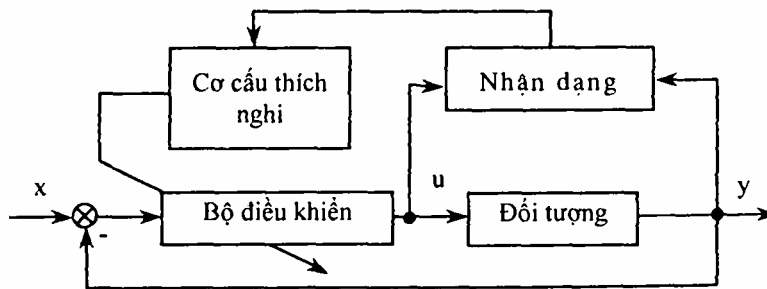 Cơ cấu thích
nghi
Nhận dạng
x
Bộ điều khiển
u
Đối tượng
y
-